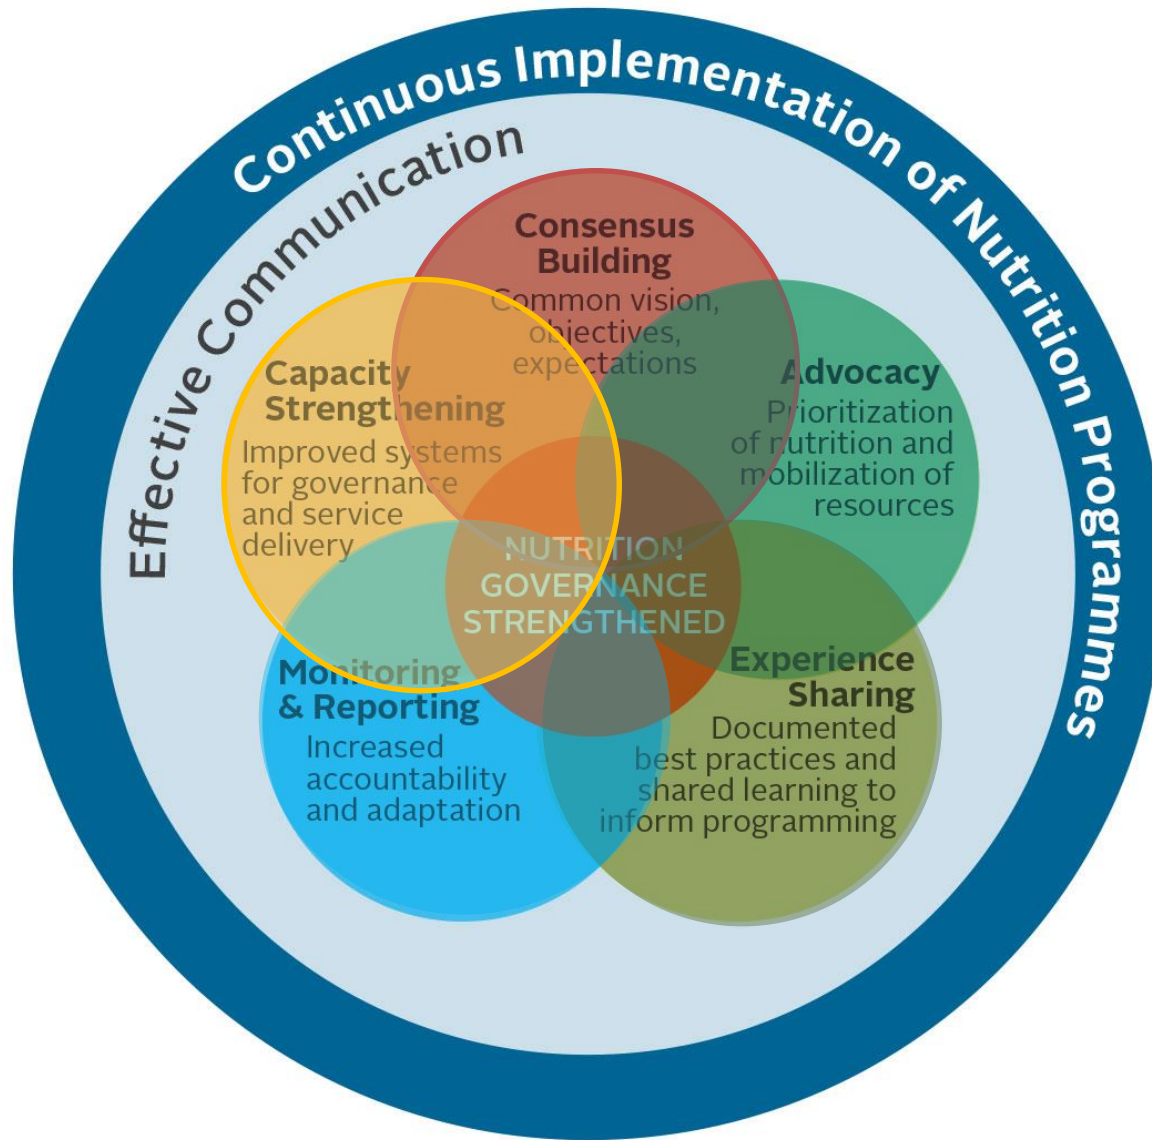 Continuous Implementation of Nutrition Programmes
Effective Communication
Consensus
Building
Common vision,
objectives,
expectations
Capacity
Strengthening
Improved systems
for governance
and service
delivery
Advocacy
Prioritization
of nutrition and
mobilization of
resources
NUTRITION
GOVERNANCE
STRENGTHENED
Monitoring
& Reporting
Increased
accountability
and adaptation
Experience
Sharing
Documented
best practices and
shared learning to
inform programming